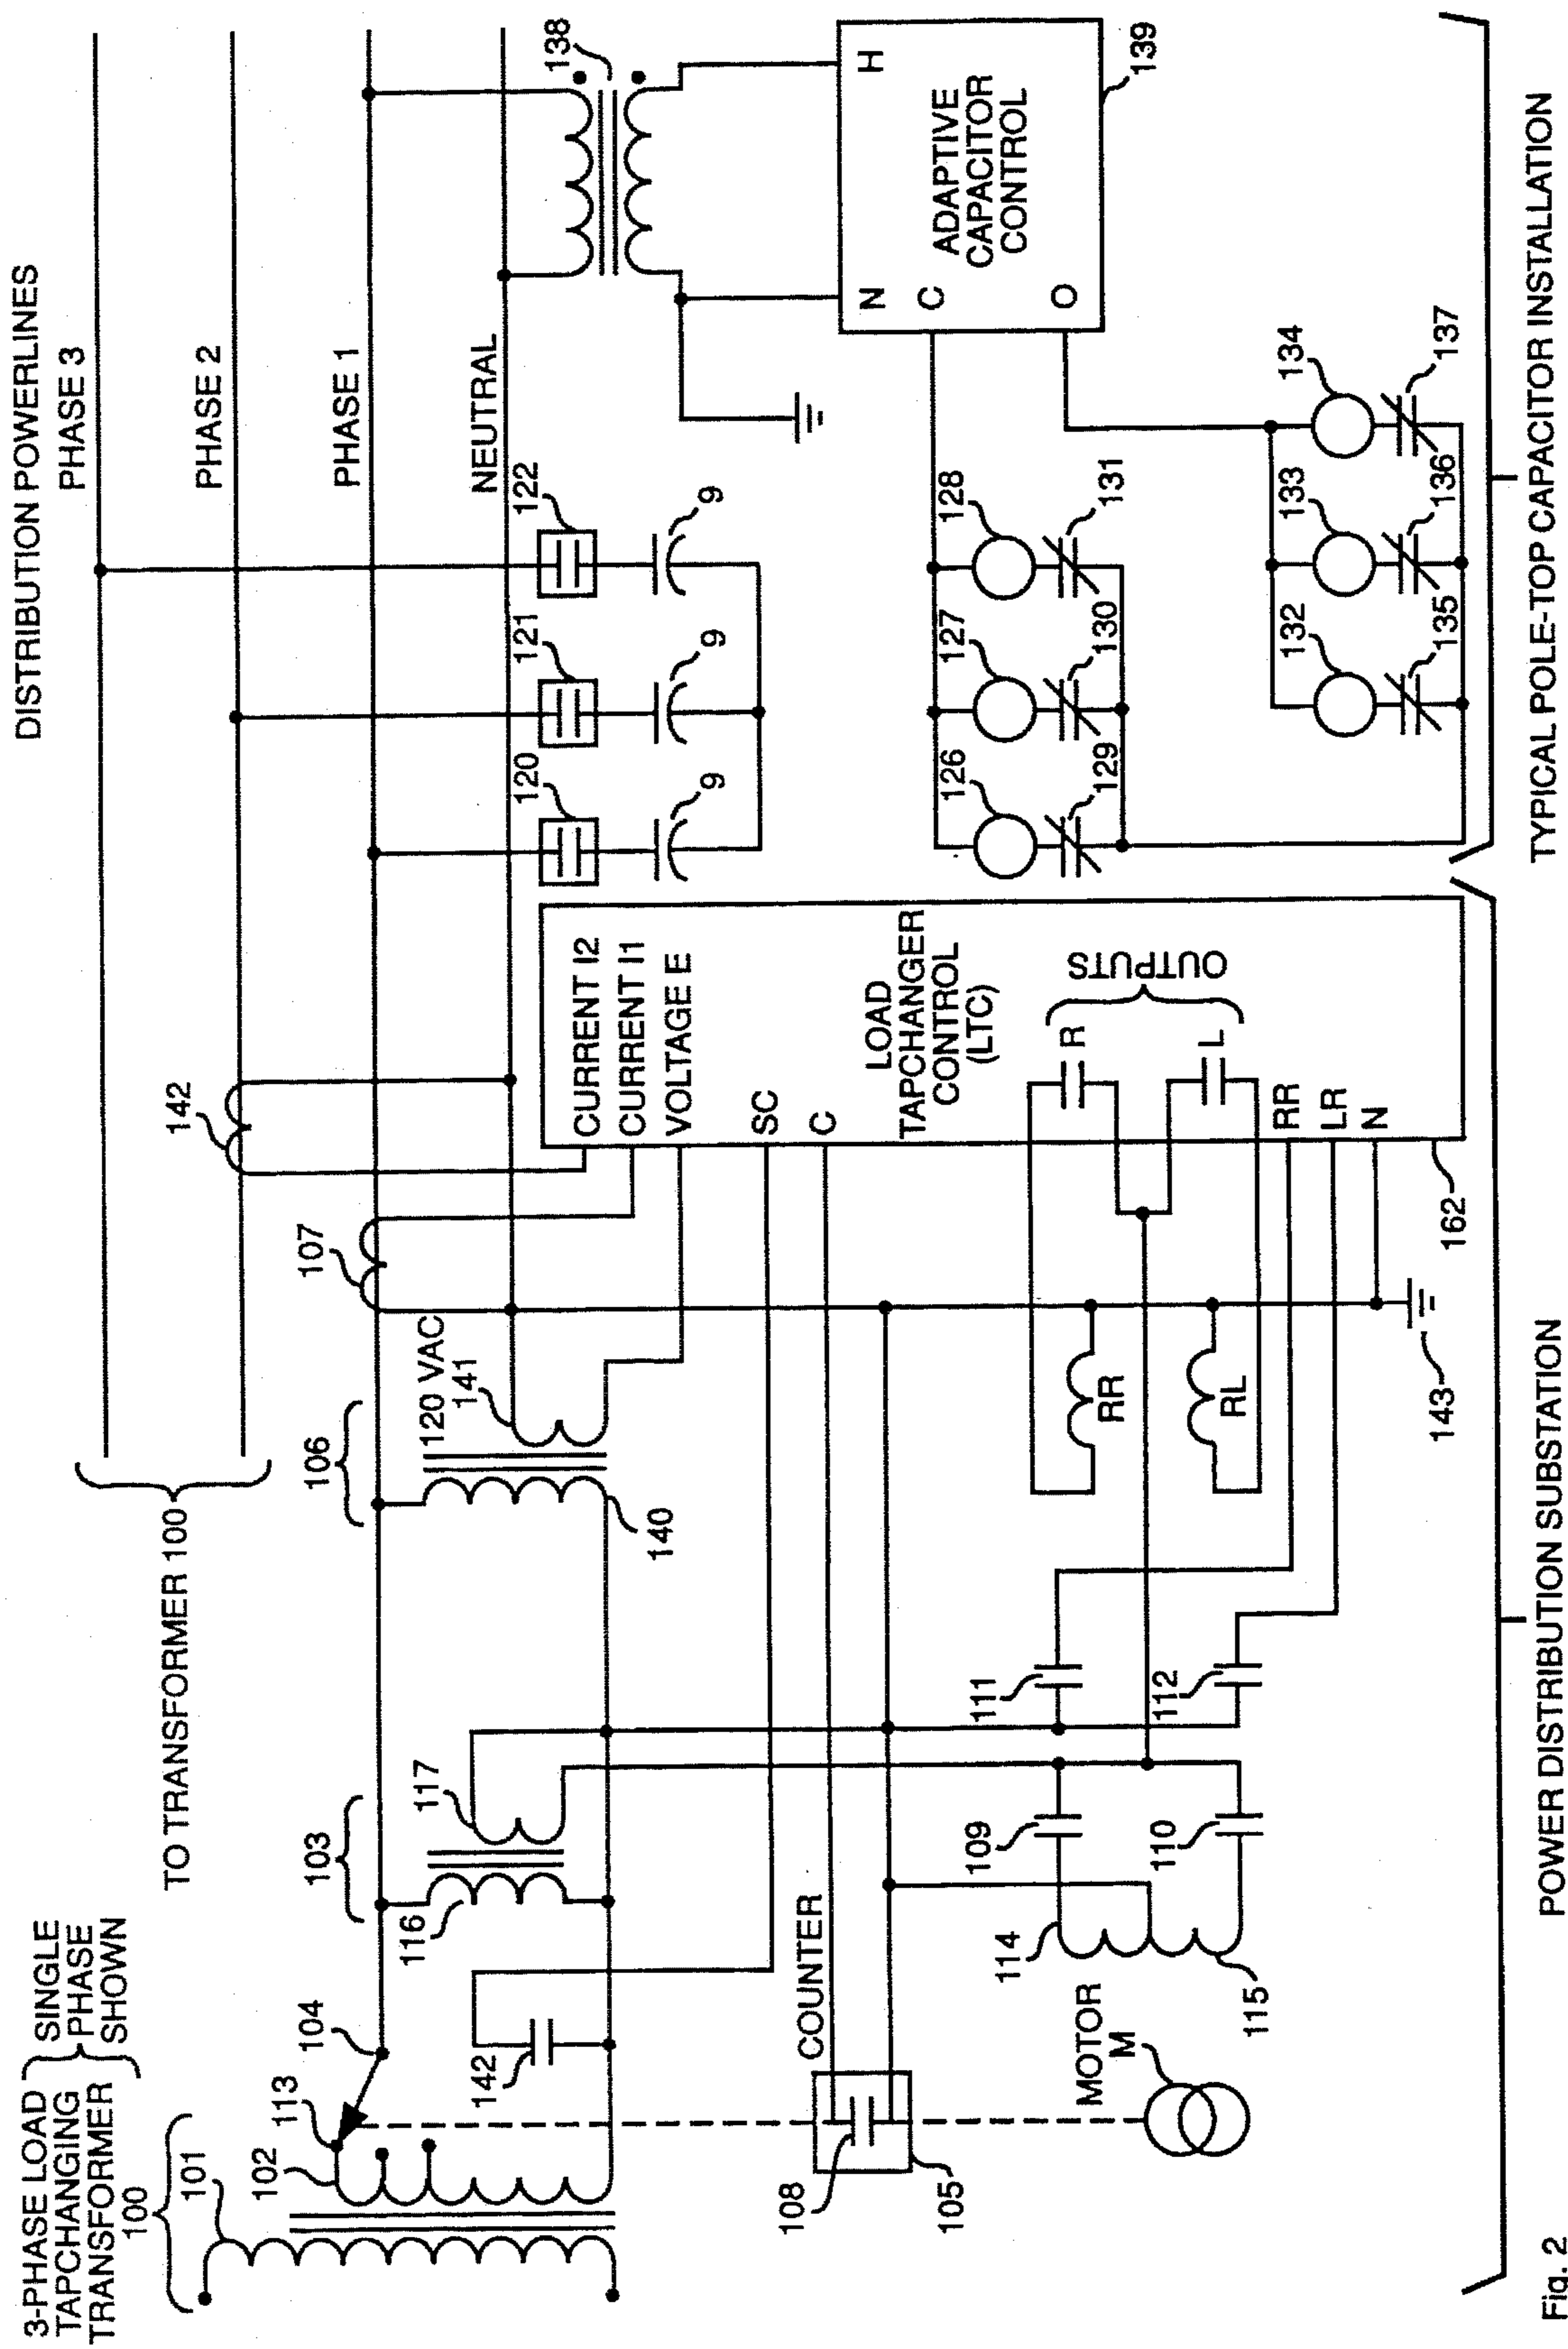 DISTRIBUTION POWERLINES
3-PHASE LOAD
TAPCHANGING
TRANSFORMER
100
SINGLE
PHASE
SHOWN
TO TRANSFORMER 100
PHASE 3
PHASE 2
PHASE 1
NEUTRAL
101
102
113
104
103
116
117
106
120 VAC
141
140
107
142
142
120
121
122
9
9
9
138
CURRENT I2
CURRENT I1
VOLTAGE E
SC
C
LOAD
TAPCHANGER
CONTROL
(LTC)
OUTPUTS
R
L
RR
LR
N
162
RR
RL
143
COUNTER
108
105
MOTOR
M
114
115
109
110
111
112
N
H
C
O
ADAPTIVE
CAPACITOR
CONTROL
139
126
127
128
129
130
131
132
133
134
135
136
137
POWER DISTRIBUTION SUBSTATION
TYPICAL POLE-TOP CAPACITOR INSTALLATION
Fig. 2